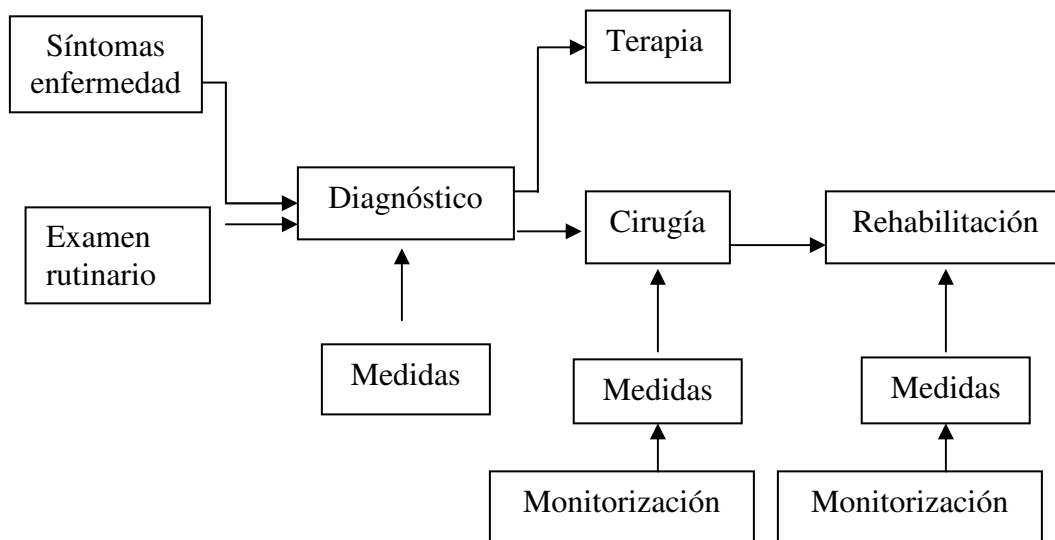 Síntomas
enfermedad
Terapia
Diagnóstico
Examen
rutinario
Cirugía
Rehabilitación
Medidas
Medidas
Medidas
Monitorización
Monitorización